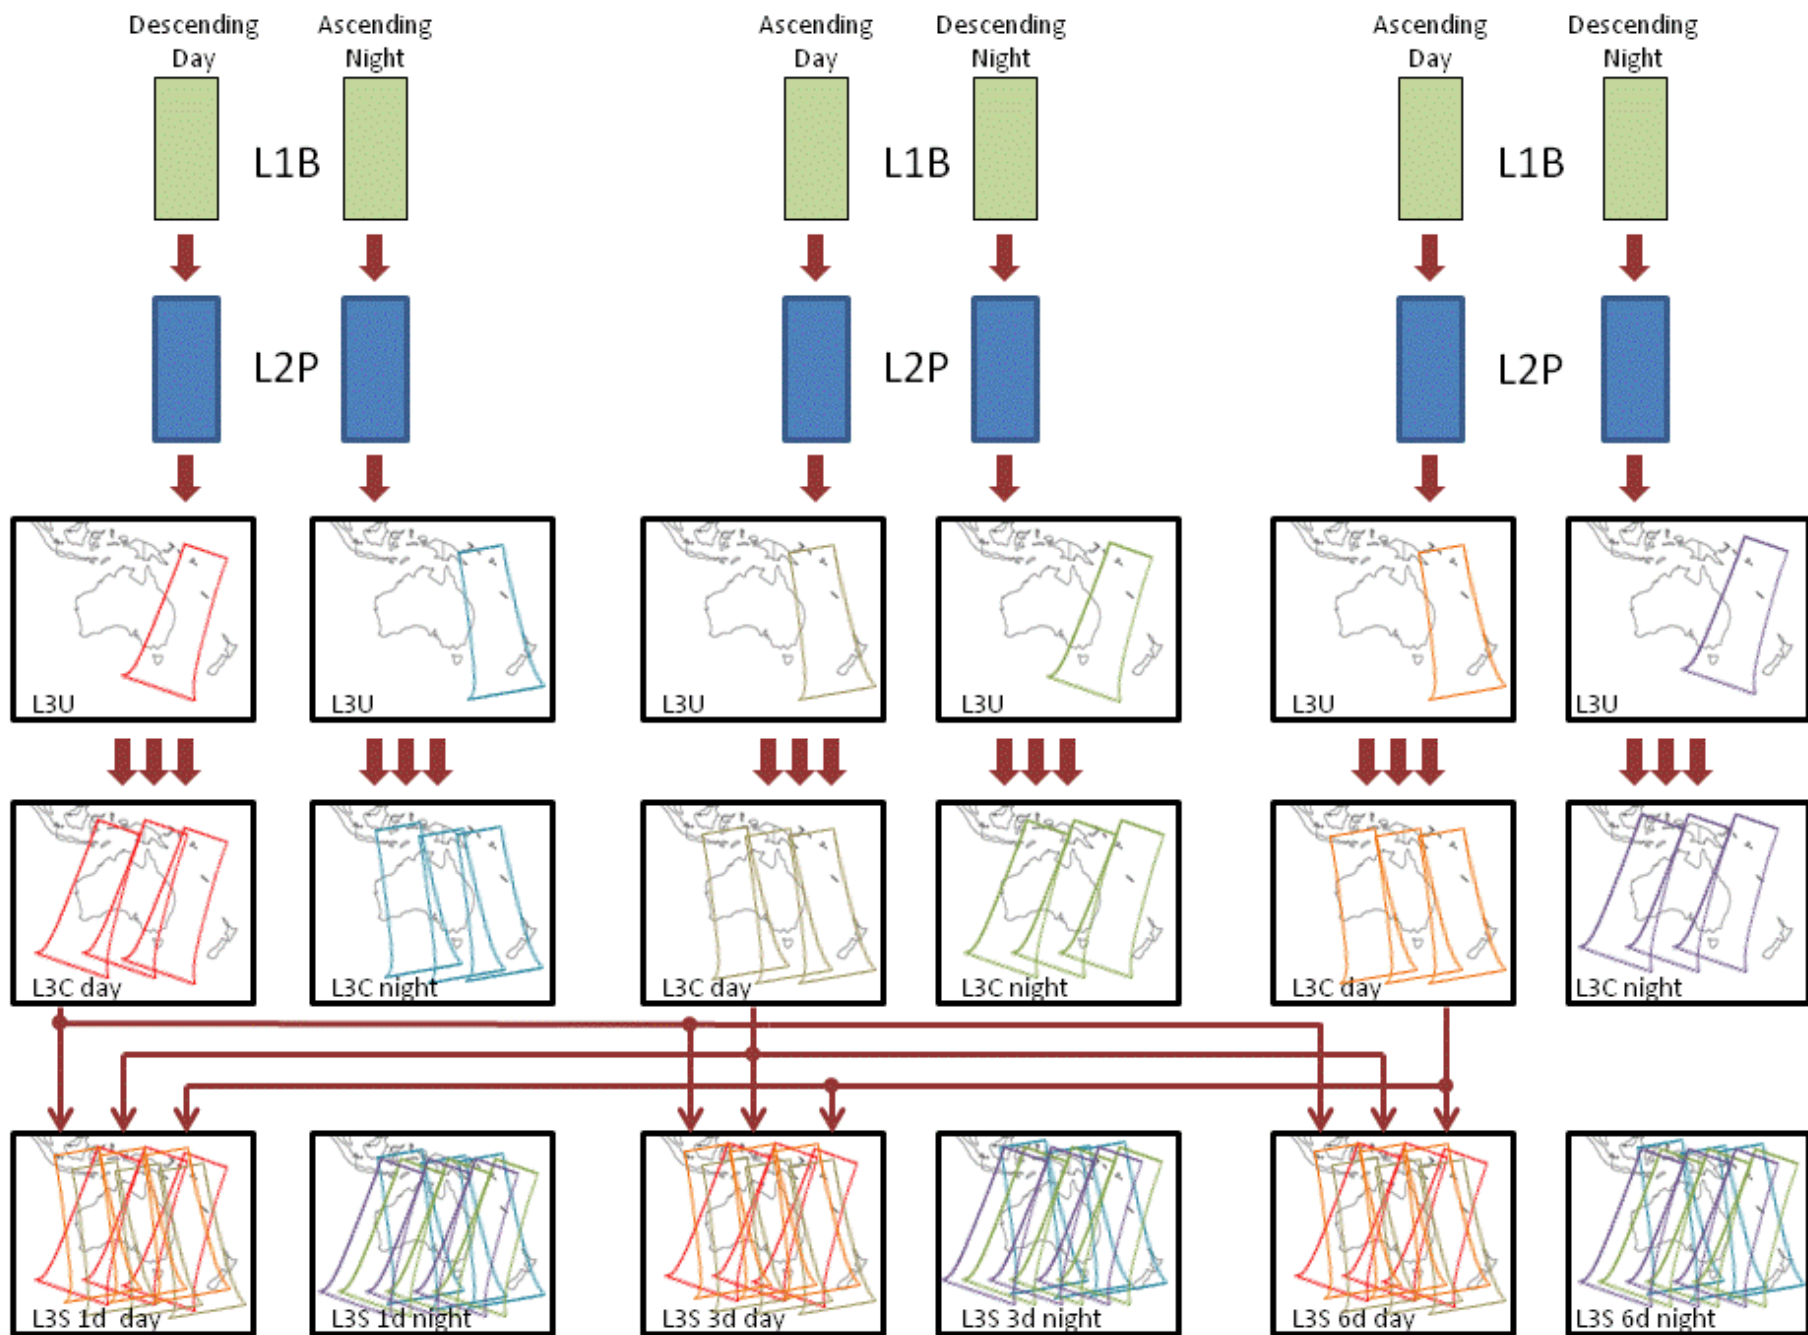 Descending Day
Ascending Night
Ascending Day
Descending Night
Ascending Day
Descending Night
L1B
L1B
L1B
L2P
L2P
L2P
L3U
L3U
L3U
L3U
L3U
L3U
L3C day
L3C night
L3C day
L3C night
L3C day
L3C night
L3S 1d day
L3S 1d night
L3S 3d day
L3S 3d night
L3S 6d day
L3S 6d night